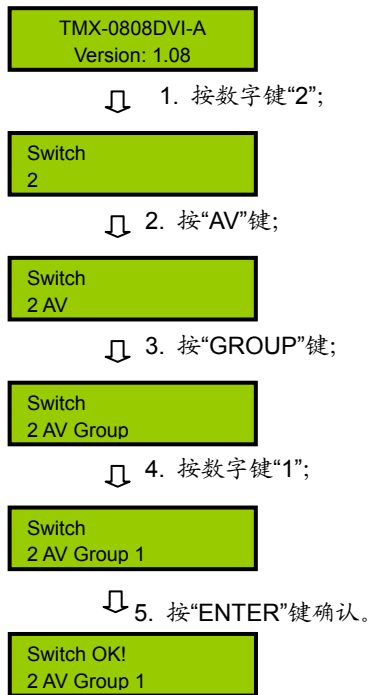 TMX-0808DVI-A
Version: 1.08
1. 按数字键“2”;
Switch
2
2. 按“AV”键;
Switch
2 AV
3. 按“GROUP”键;
Switch
2 AV Group
4. 按数字键“1”;
Switch
2 AV Group 1
5. 按“ENTER”键确认。
Switch OK!
2 AV Group 1